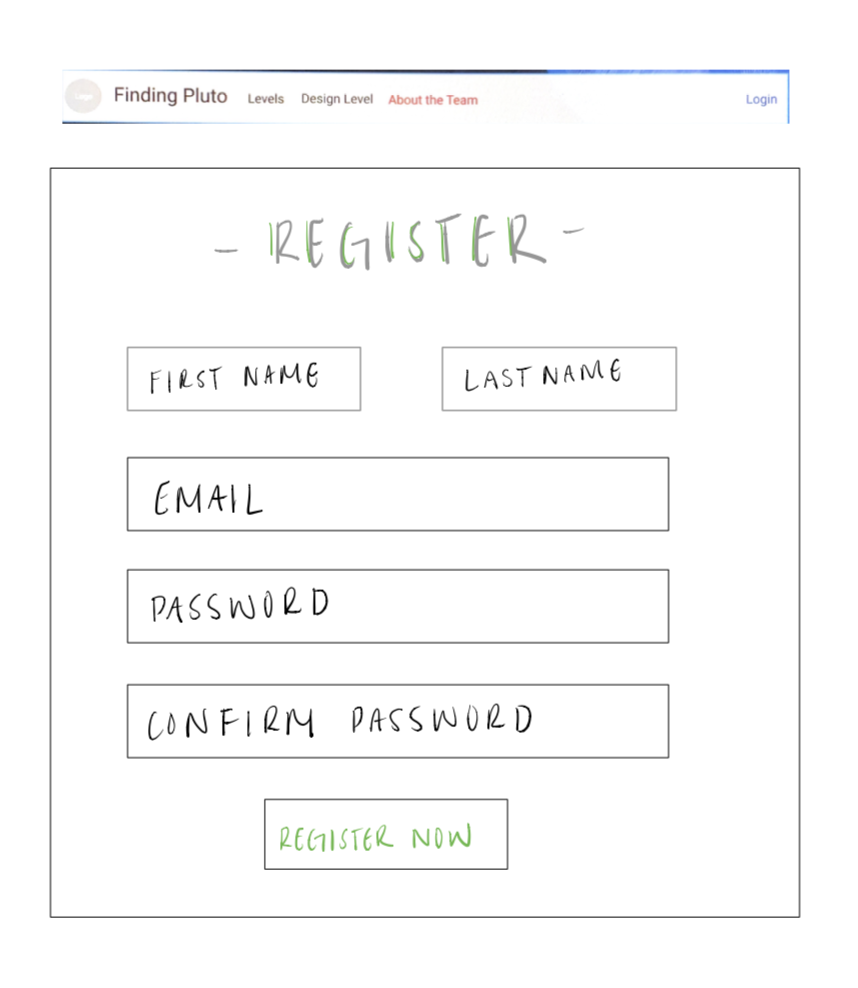 Finding Pluto Levels Design Level About the Team Login
- REGISTER -
FIRST NAME LAST NAME
EMAIL
PASSWORD
CONFIRM PASSWORD
REGISTER NOW